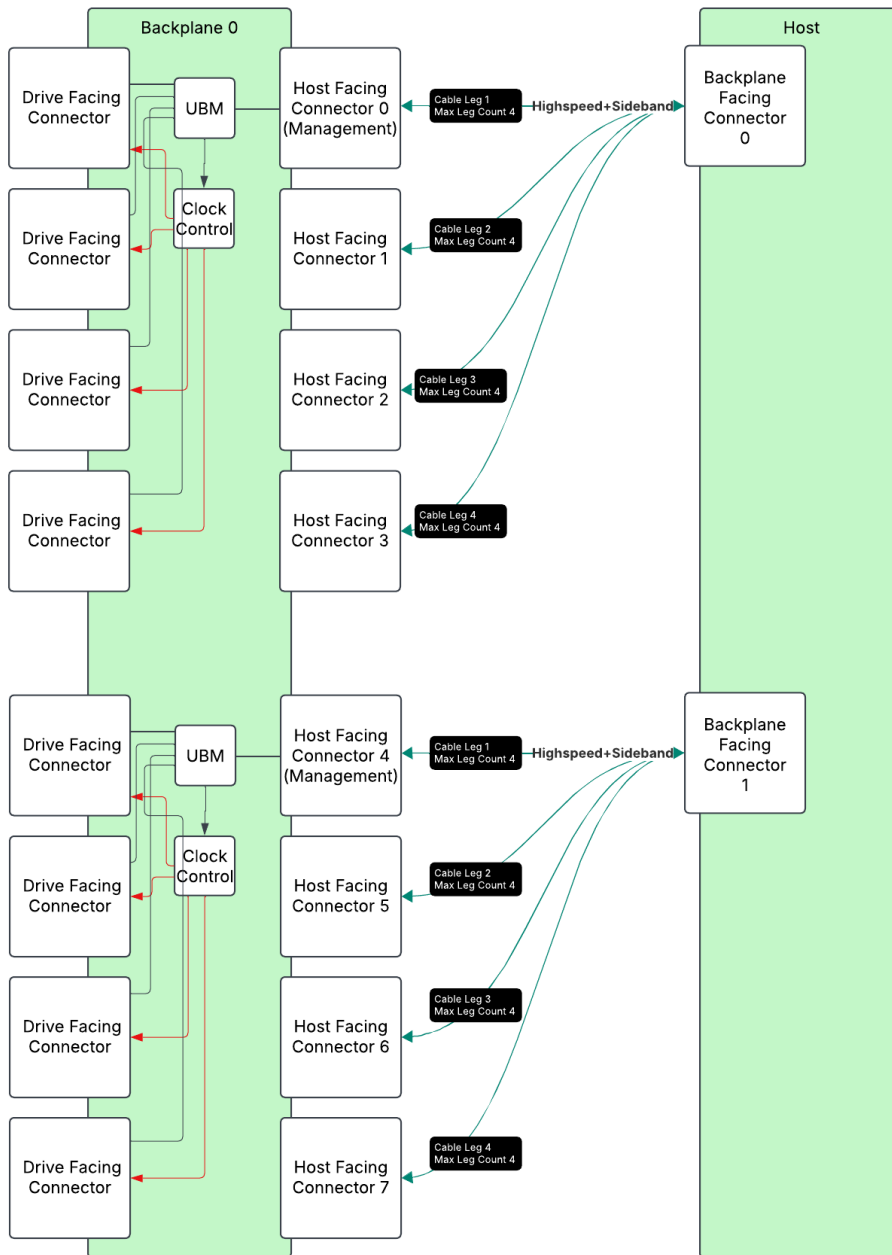 Backplane 0
Host
Drive Facing
Connector
UBM
Host Facing
Connector 0
(Management)
Cable Leg 1
Max Leg Count 4
Highspeed+Sideband
Backplane
Facing
Connector
0
Drive Facing
Connector
Clock
Control
Host Facing
Connector 1
Cable Leg 2
Max Leg Count 4
Drive Facing
Connector
Host Facing
Connector 2
Cable Leg 3
Max Leg Count 4
Drive Facing
Connector
Host Facing
Connector 3
Cable Leg 4
Max Leg Count 4
Drive Facing
Connector
UBM
Host Facing
Connector 4
(Management)
Cable Leg 1
Max Leg Count 4
Highspeed+Sideband
Backplane
Facing
Connector
1
Drive Facing
Connector
Clock
Control
Host Facing
Connector 5
Cable Leg 2
Max Leg Count 4
Drive Facing
Connector
Host Facing
Connector 6
Cable Leg 3
Max Leg Count 4
Drive Facing
Connector
Host Facing
Connector 7
Cable Leg 4
Max Leg Count 4